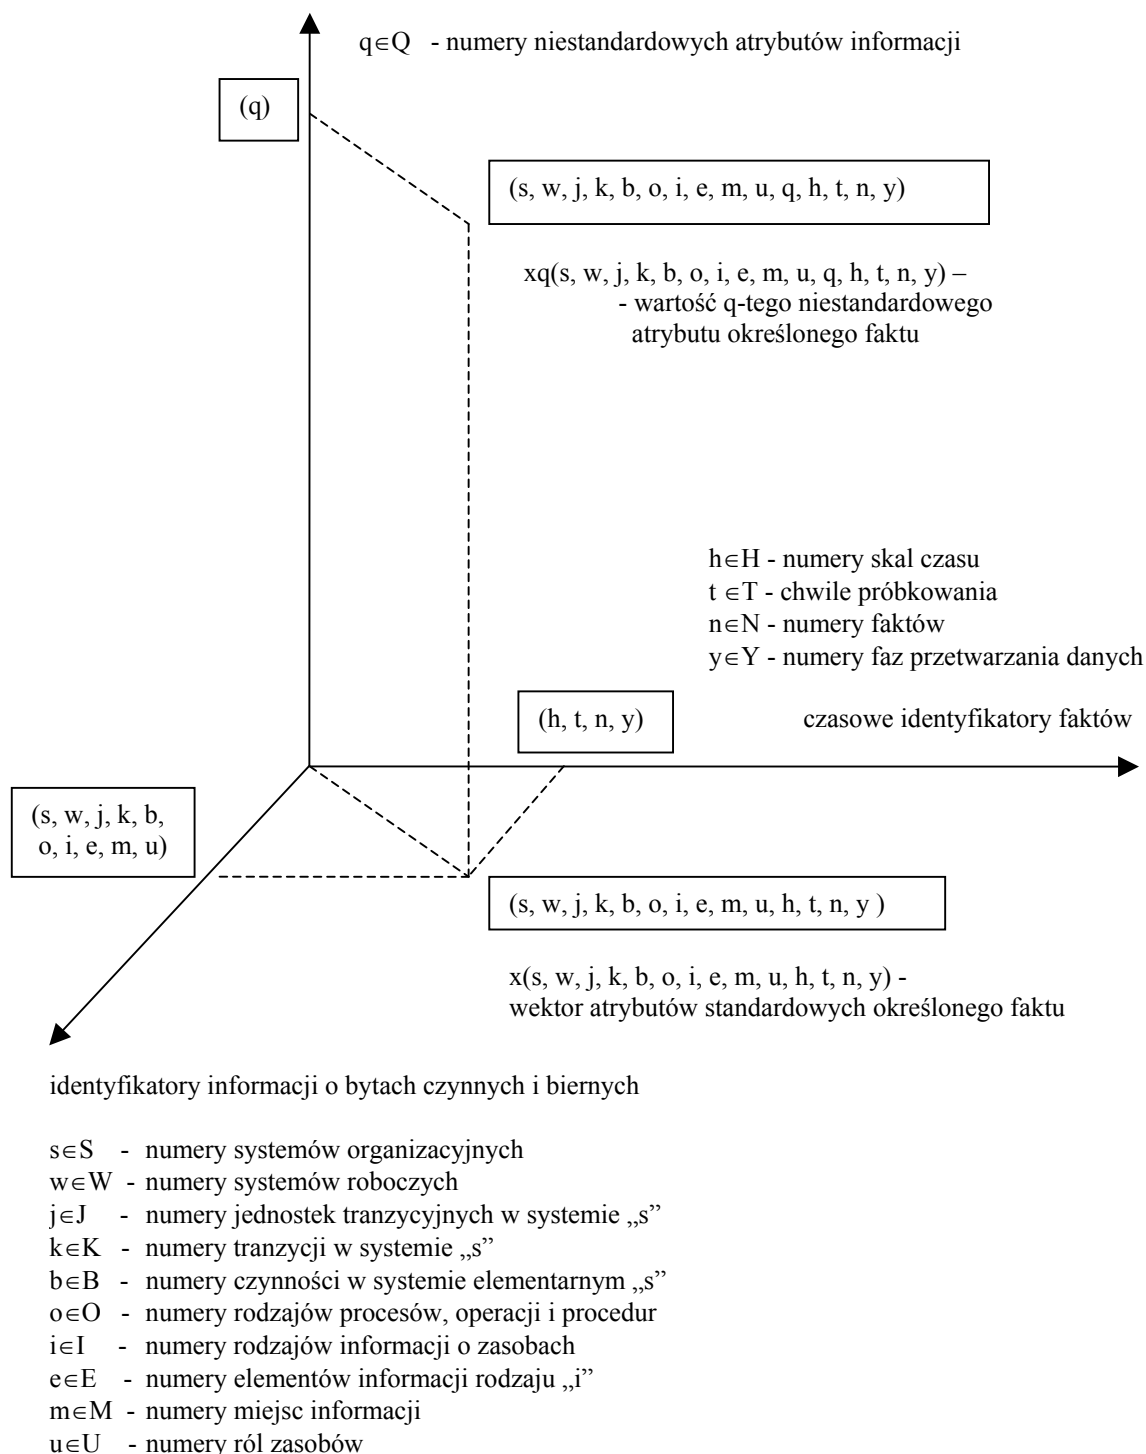 q∈Q - numery niestandardowych atrybutów informacji
(q)
(s, w, j, k, b, o, i, e, m, u, q, h, t, n, y)
xq(s, w, j, k, b, o, i, e, m, u, q, h, t, n, y) –
- wartość q-tego niestandardowego
atrybutu określonego faktu
h∈H - numery skal czasu
t ∈T - chwile próbkowania
n∈N - numery faktów
y∈Y - numery faz przetwarzania danych
(h, t, n, y)
czasowe identyfikatory faktów
(s, w, j, k, b,
o, i, e, m, u)
(s, w, j, k, b, o, i, e, m, u, h, t, n, y )
x(s, w, j, k, b, o, i, e, m, u, h, t, n, y) -
wektor atrybutów standardowych określonego faktu
identyfikatory informacji o bytach czynnych i biernych
s∈S - numery systemów organizacyjnych
w∈W - numery systemów roboczych
j∈J - numery jednostek tranzycyjnych w systemie „s”
k∈K - numery tranzycji w systemie „s”
b∈B - numery czynności w systemie elementarnym „s”
o∈O - numery rodzajów procesów, operacji i procedur
i∈I - numery rodzajów informacji o zasobach
e∈E - numery elementów informacji rodzaju „i”
m∈M - numery miejsc informacji
u∈U - numery ról zasobów